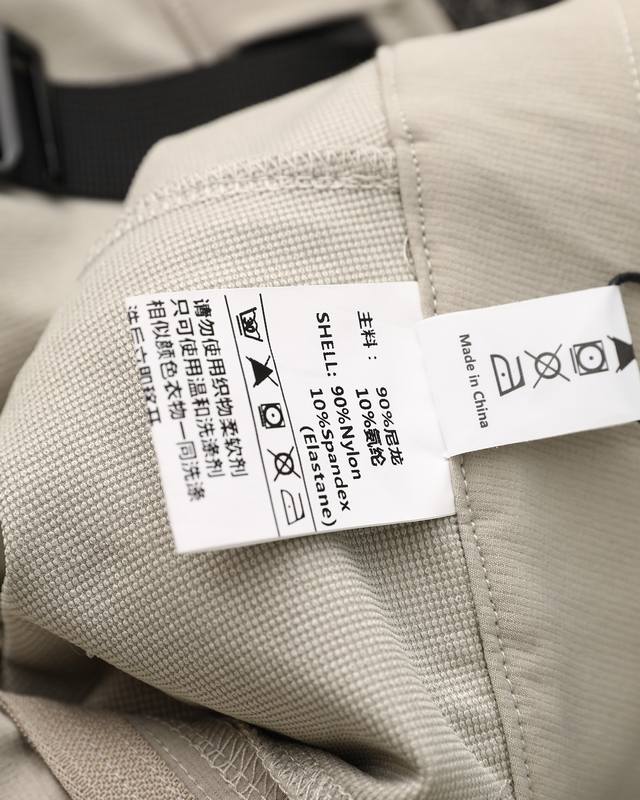 主料： 90%尼龙
10%氨纶
SHELL: 90%Nylon
10%Spandex
(Elastane)
请勿使用织物柔软剂
只可使用温和洗涤剂
相似颜色衣物一同洗涤
Made in China